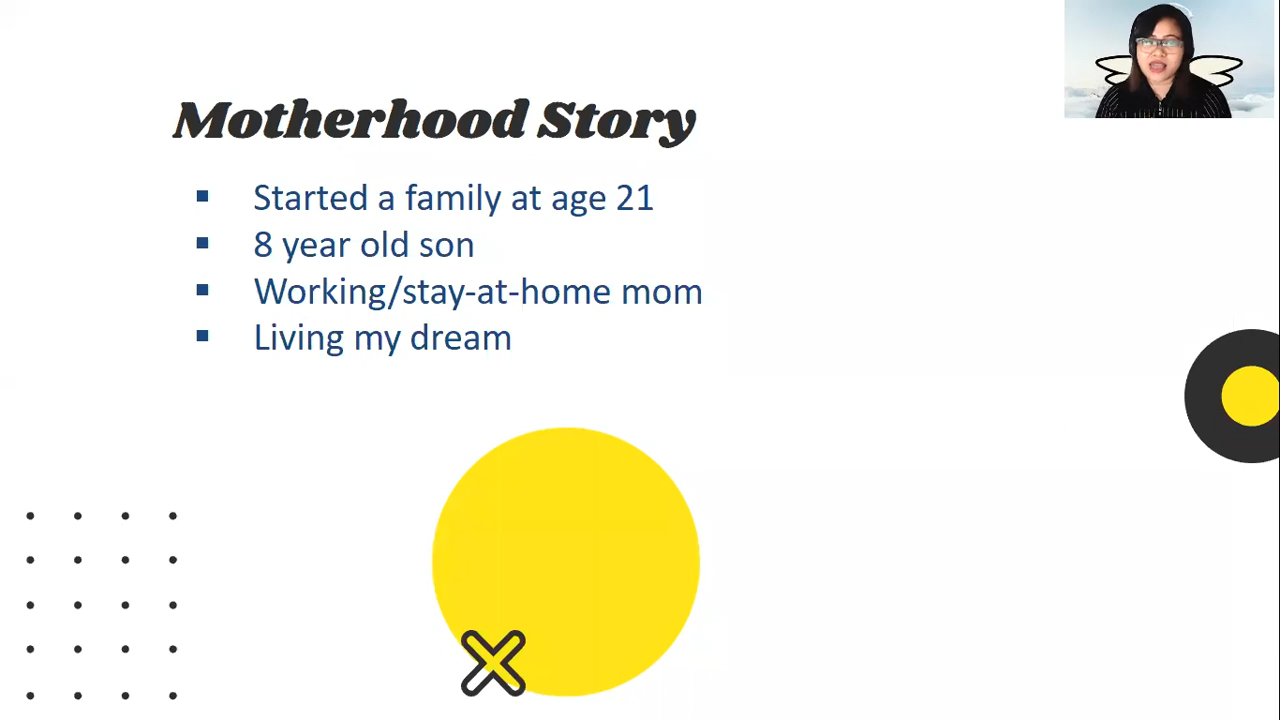 Motherhood Story
Started a family at age 21
8 year old son
Working/stay-at-home mom
Living my dream